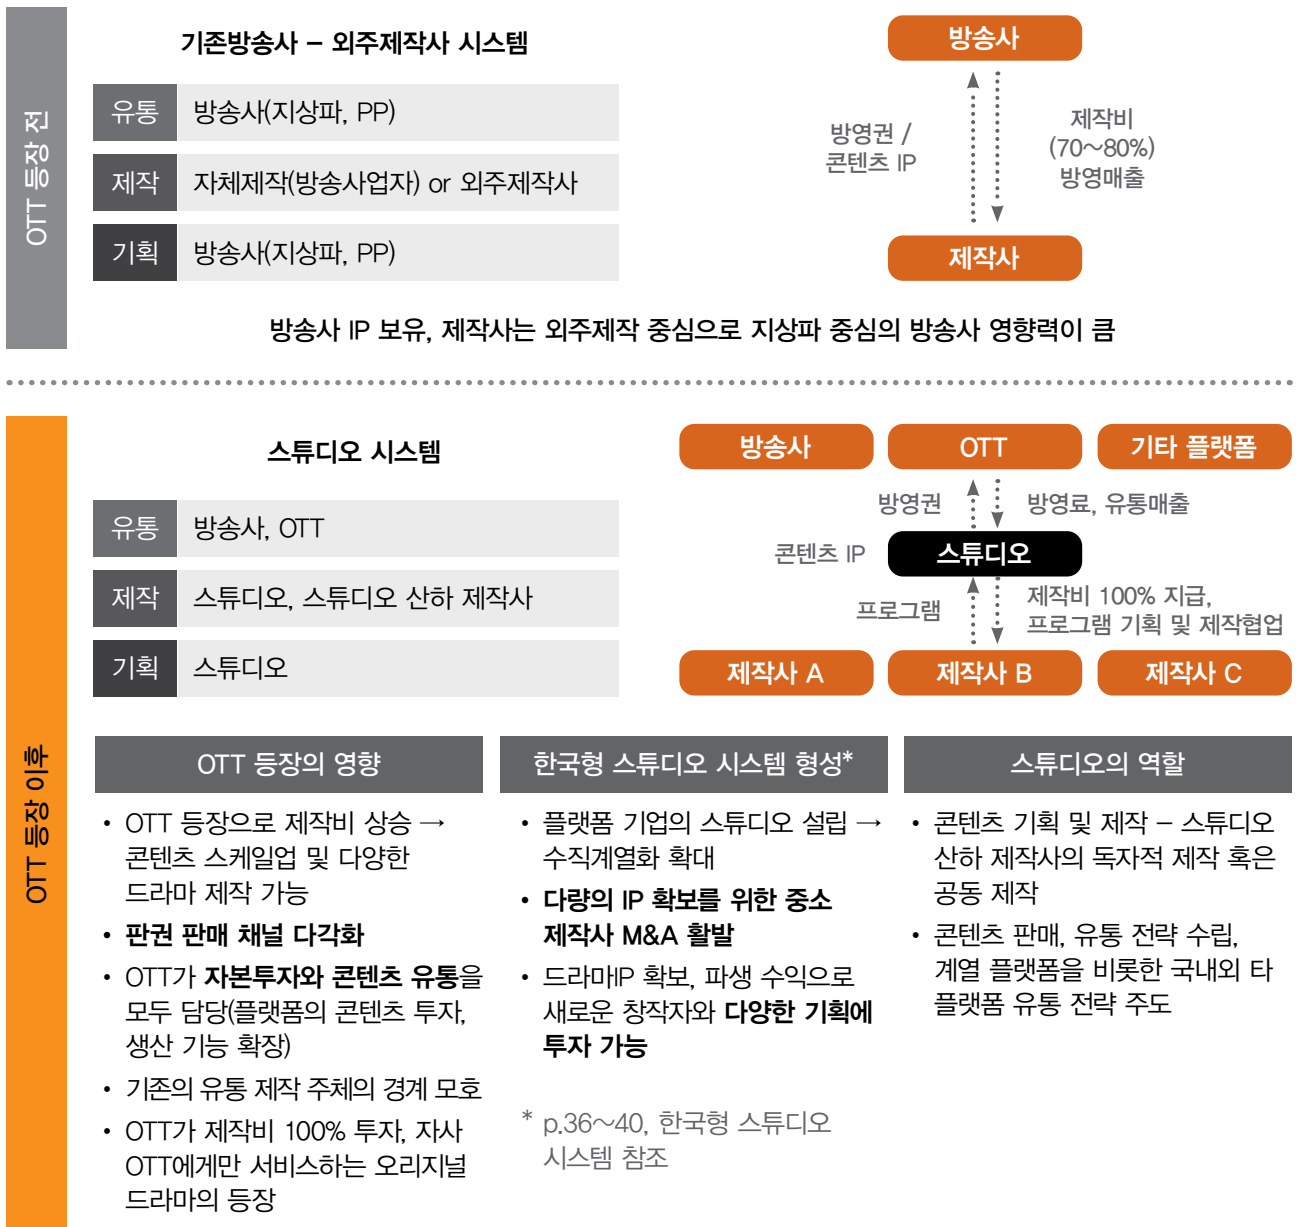 OTT 등장 전
기존방송사 – 외주제작사 시스템
유통
방송사(지상파, PP)
제작
자체제작(방송사업자) or 외주제작사
기획
방송사(지상파, PP)
방송사
방영권 /
콘텐츠 IP
제작비
(70~80%)
방영매출
제작사
방송사 IP 보유, 제작사는 외주제작 중심으로 지상파 중심의 방송사 영향력이 큼
OTT 등장 이후
스튜디오 시스템
유통
방송사, OTT
제작
스튜디오, 스튜디오 산하 제작사
기획
스튜디오
방송사
OTT
기타 플랫폼
방영권
방영료, 유통매출
콘텐츠 IP
스튜디오
프로그램
제작비 100% 지급,
프로그램 기획 및 제작협업
제작사 A
제작사 B
제작사 C
OTT 등장의 영향
• OTT 등장으로 제작비 상승 →
콘텐츠 스케일업 및 다양한
드라마 제작 가능
• 판권 판매 채널 다각화
• OTT가 자본투자와 콘텐츠 유통을
모두 담당(플랫폼의 콘텐츠 투자,
생산 기능 확장)
• 기존의 유통 제작 주체의 경계 모호
• OTT가 제작비 100% 투자, 자사
OTT에게만 서비스하는 오리지널
드라마의 등장
한국형 스튜디오 시스템 형성*
• 플랫폼 기업의 스튜디오 설립 →
수직계열화 확대
• 다량의 IP 확보를 위한 중소
제작사 M&A 활발
• 드라마IP 확보, 파생 수익으로
새로운 창작자와 다양한 기획에
투자 가능
* p.36~40, 한국형 스튜디오
시스템 참조
스튜디오의 역할
• 콘텐츠 기획 및 제작 – 스튜디오
산하 제작사의 독자적 제작 혹은
공동 제작
• 콘텐츠 판매, 유통 전략 수립,
계열 플랫폼을 비롯한 국내외 타
플랫폼 유통 전략 주도